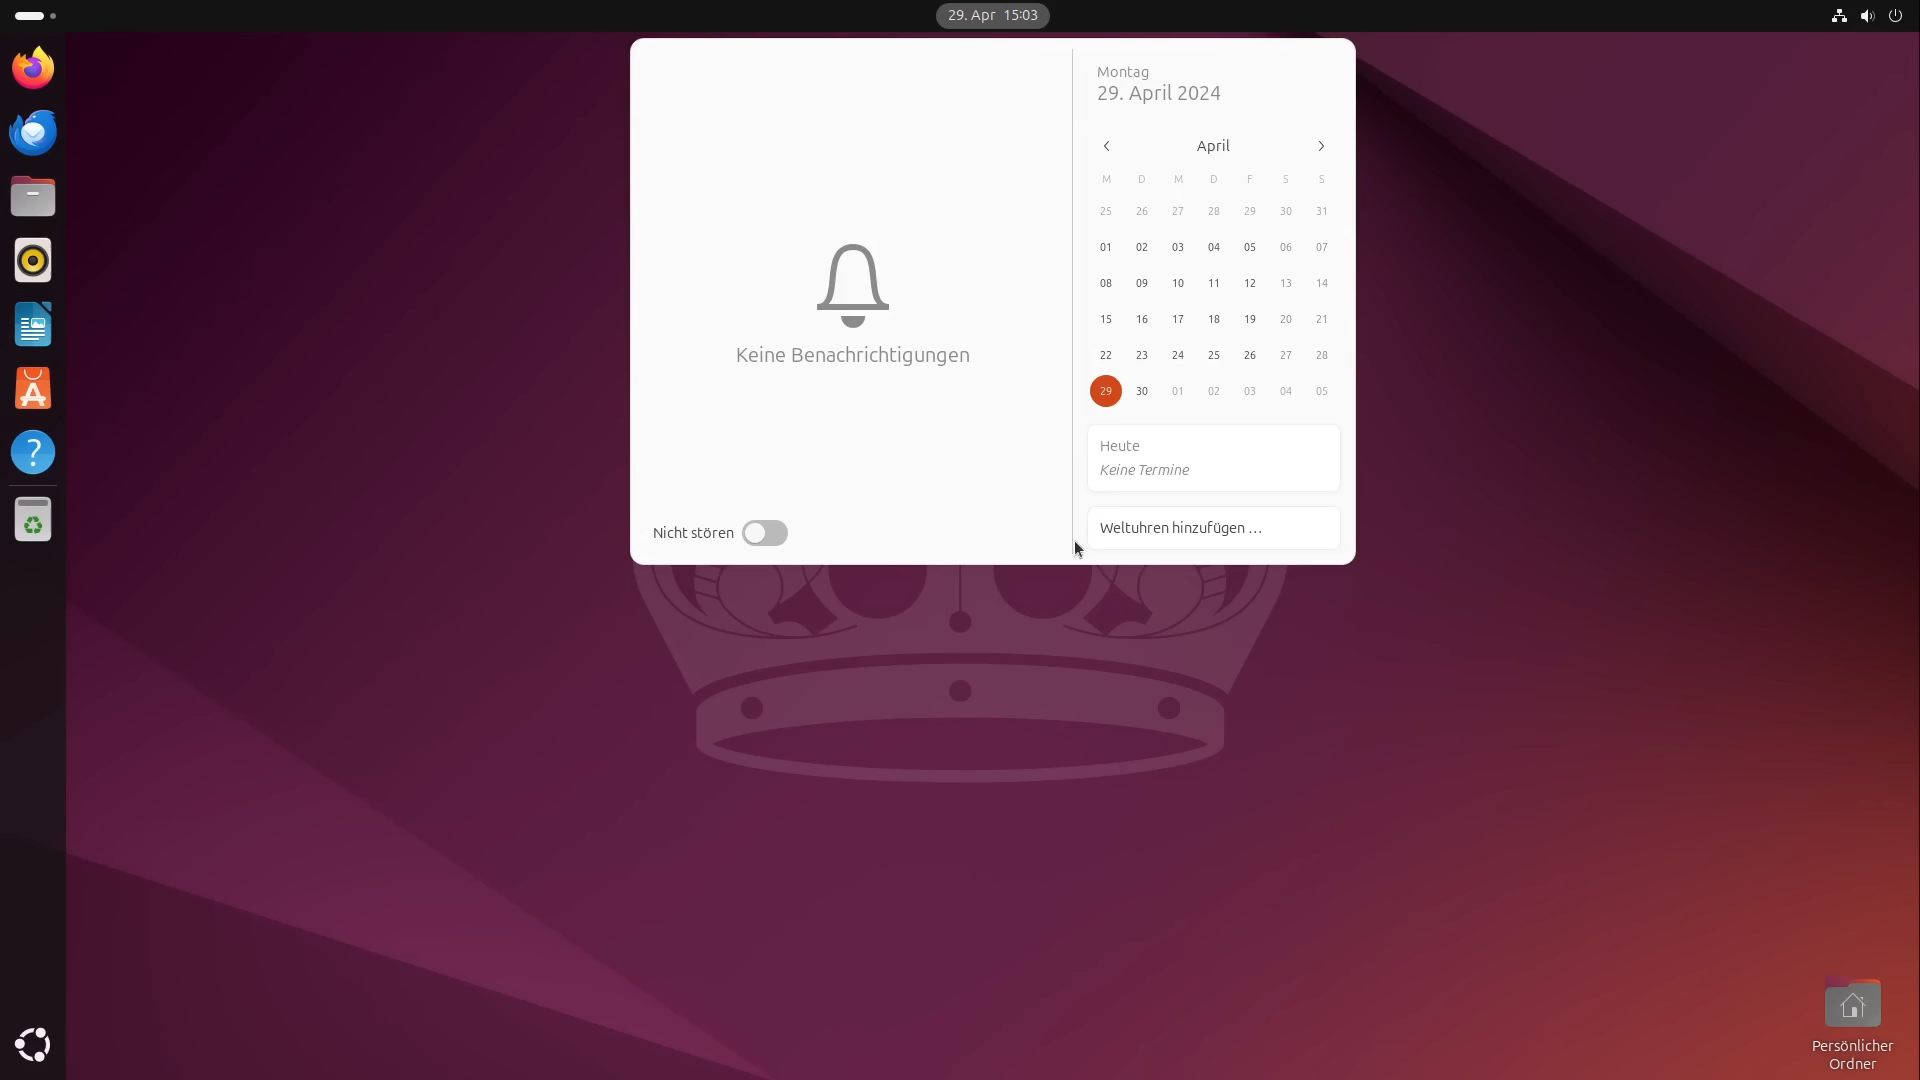 29. Apr 15:03
Montag
29. April 2024
April
M D M D F S S
25 26 27 28 29 30 31
01 02 03 04 05 06 07
08 09 10 11 12 13 14
15 16 17 18 19 20 21
22 23 24 25 26 27 28
29 30 01 02 03 04 05
Keine Benachrichtigungen
Heute
Keine Termine
Nicht stören
Weltuhren hinzufügen …
Persönlicher
Ordner